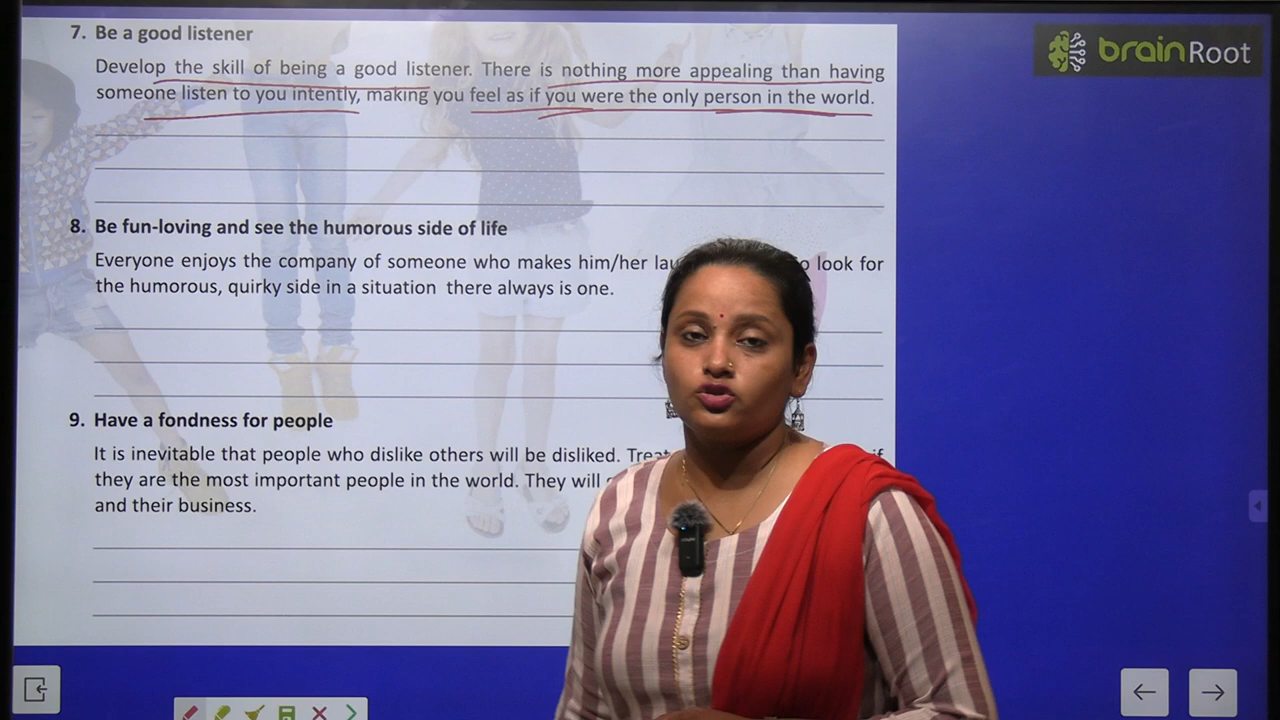 7. Be a good listener
Develop the skill of being a good listener. There is nothing more appealing than having
someone listen to you intently, making you feel as if you were the only person in the world.
8. Be fun-loving and see the humorous side of life
Everyone enjoys the company of someone who makes him/her look for
the humorous, quirky side in a situation there always is one.
9. Have a fondness for people
It is inevitable that people who dislike others will be disliked. Treat if
they are the most important people in the world. They will
and their business.
brainRoot